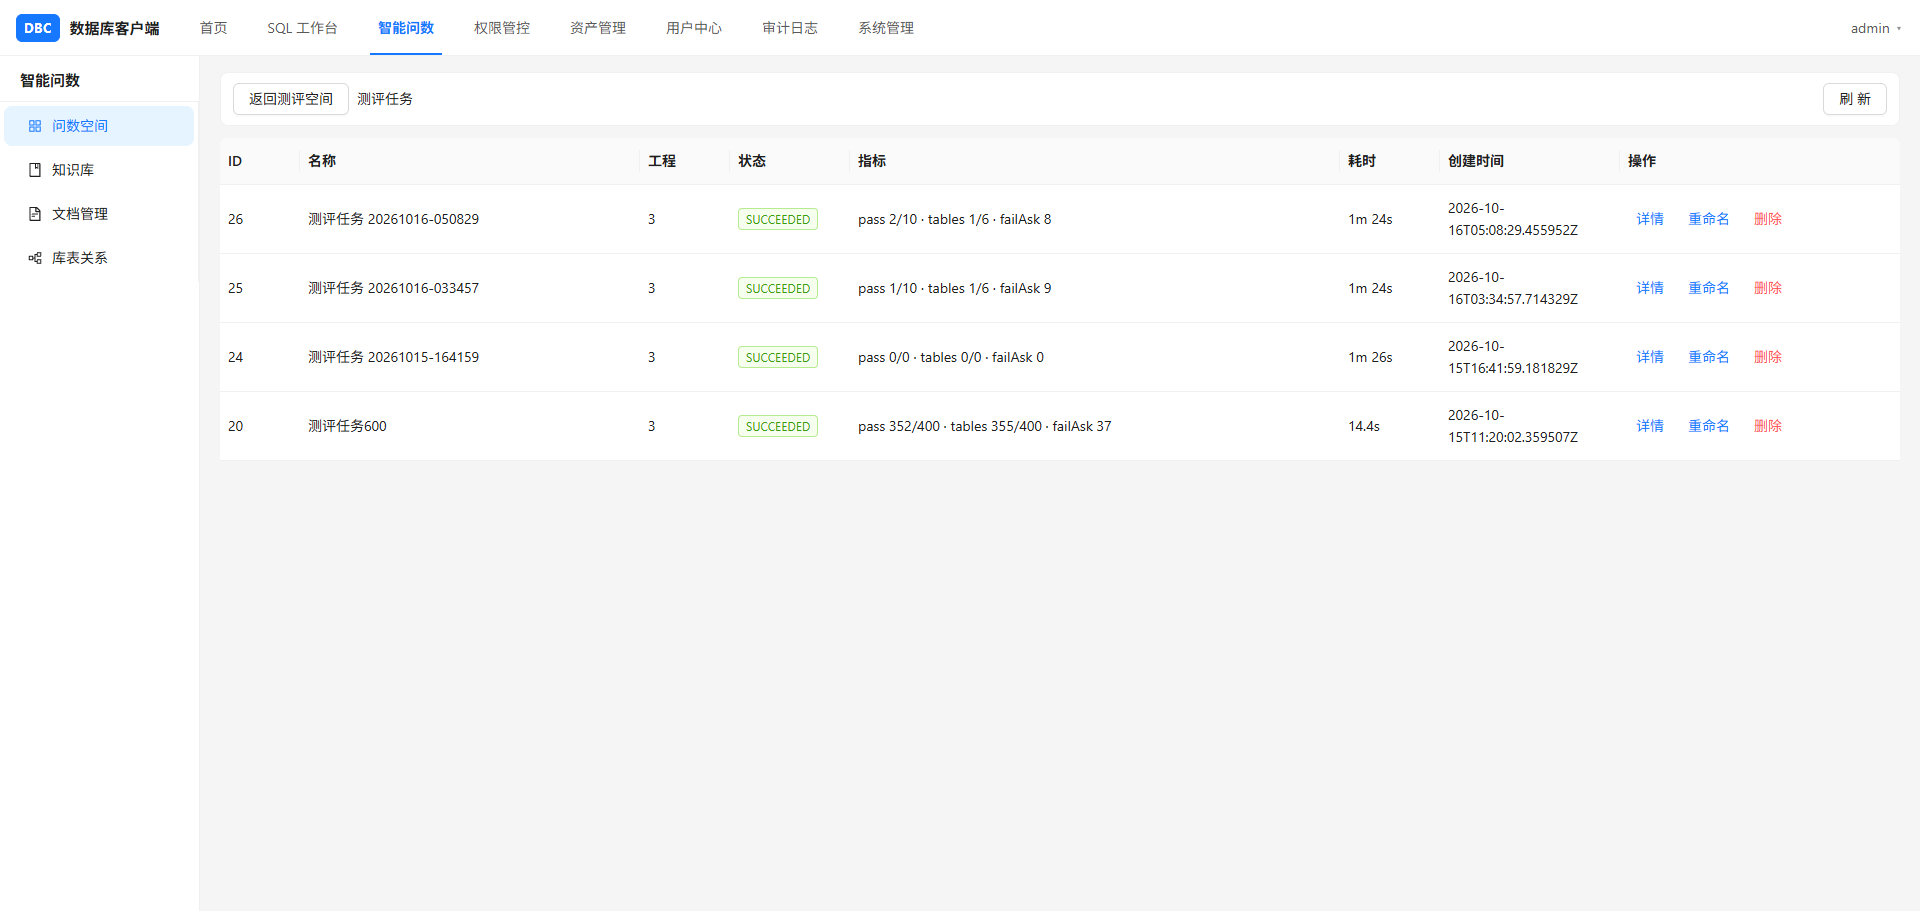 DBC 数据库客户端 首页 SQL 工作台 智能问数 权限管控 资产管理 用户中心 审计日志 系统管理 admin
智能问数
问数空间
知识库
文档管理
库表关系
返回测评空间 测评任务 刷 新
ID 名称 工程 状态 指标 耗时 创建时间 操作
26 测评任务 20261016-050829 3 SUCCEEDED pass 2/10 · tables 1/6 · failAsk 8 1m 24s 2026-10-
16T05:08:29.455952Z 详情 重命名 删除
25 测评任务 20261016-033457 3 SUCCEEDED pass 1/10 · tables 1/6 · failAsk 9 1m 24s 2026-10-
16T03:34:57.714329Z 详情 重命名 删除
24 测评任务 20261015-164159 3 SUCCEEDED pass 0/0 · tables 0/0 · failAsk 0 1m 26s 2026-10-
15T16:41:59.181829Z 详情 重命名 删除
20 测评任务600 3 SUCCEEDED pass 352/400 · tables 355/400 · failAsk 37 14.4s 2026-10-
15T11:20:02.359507Z 详情 重命名 删除